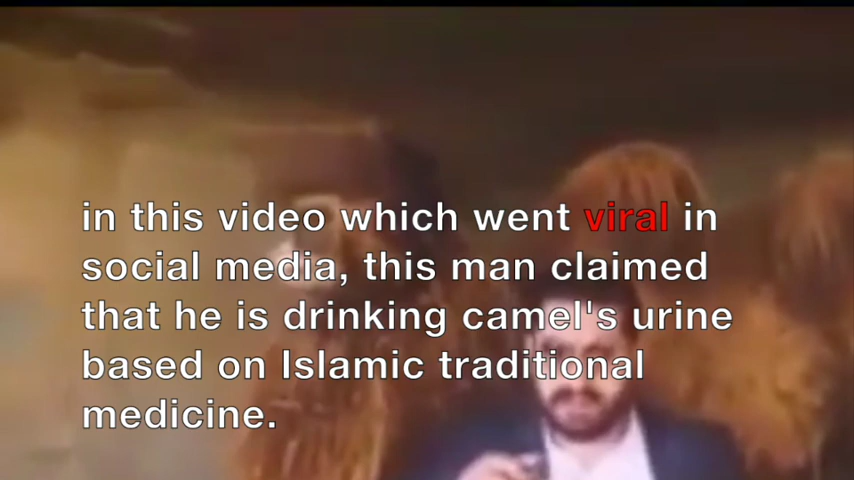 in this video which went viral in
social media, this man claimed
that he is drinking camel's urine
based on Islamic traditional
medicine.